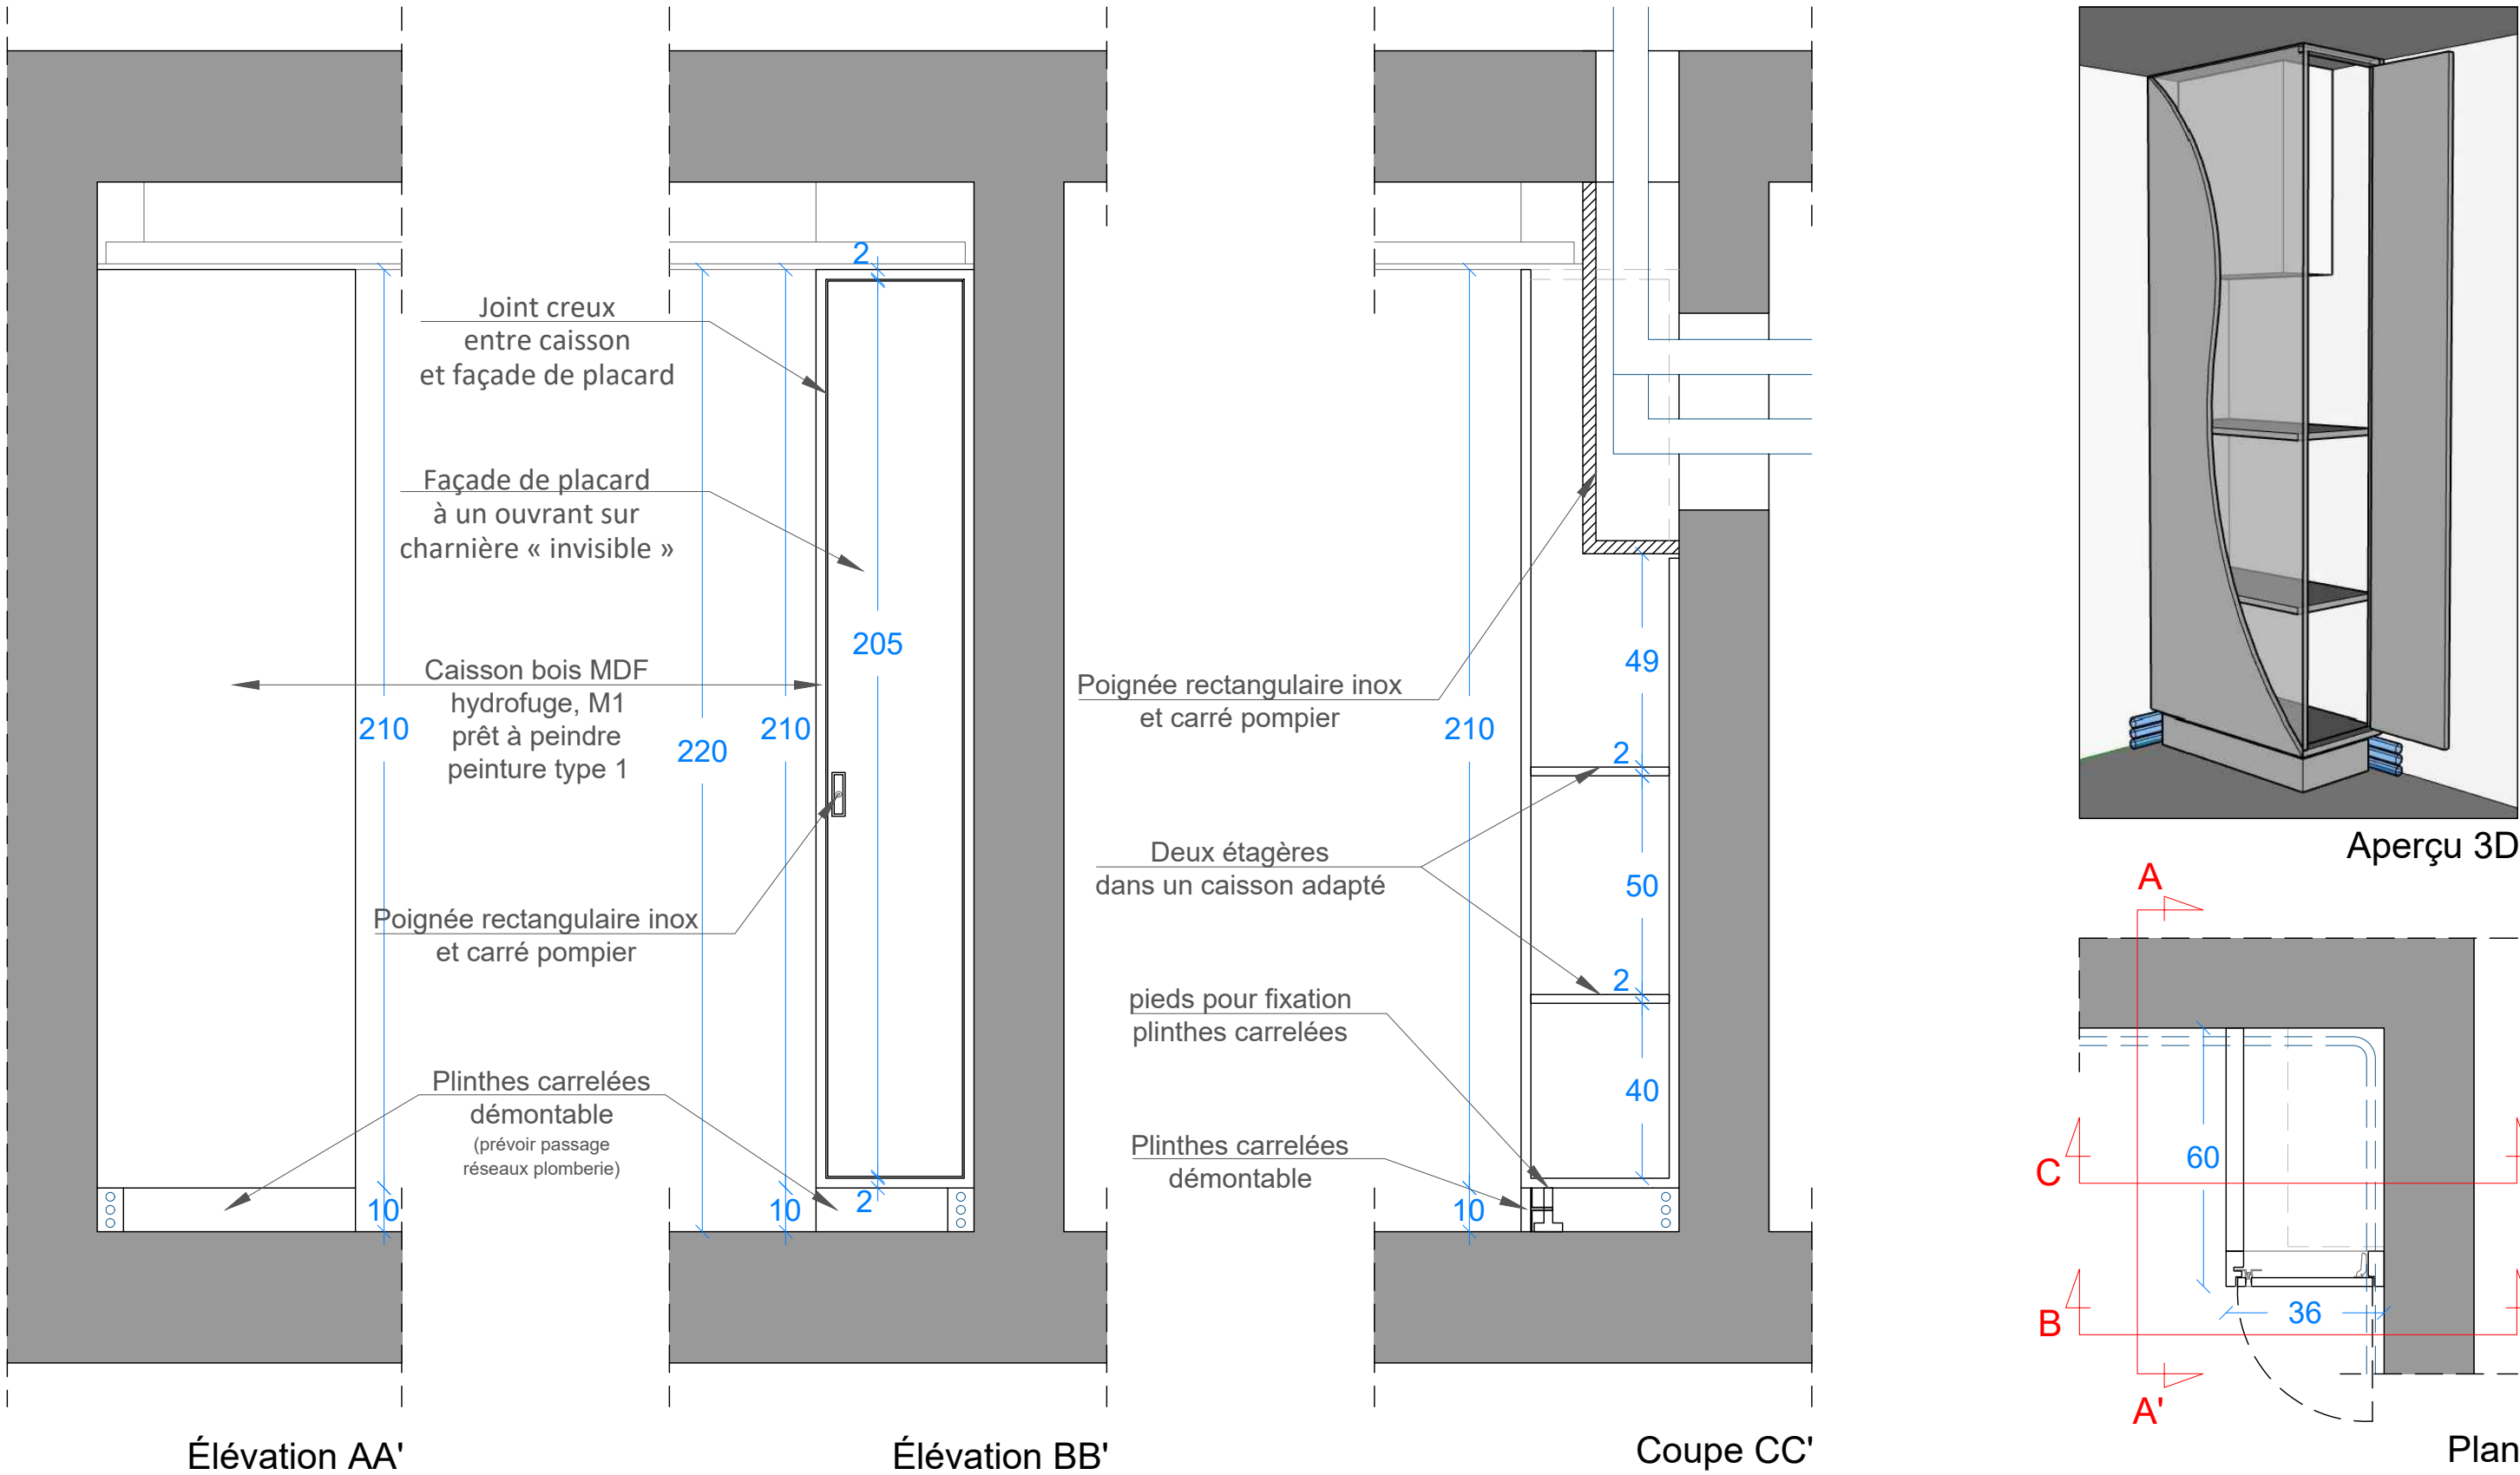 Joint creux
entre caisson
et façade de placard
Façade de placard
à un ouvrant sur
charnière « invisible »
Caisson bois MDF
hydrofuge, M1
prêt à peindre
peinture type 1
Poignée rectangulaire inox
et carré pompier
Plinthes carrelées
démontable
(prévoir passage
réseaux plomberie)
210
10
220
210
10
2
205
2
Élévation AA'
Élévation BB'
Poignée rectangulaire inox
et carré pompier
Deux étagères
dans un caisson adapté
pieds pour fixation
plinthes carrelées
Plinthes carrelées
démontable
210
10
49
2
50
2
40
Coupe CC'
Aperçu 3D
A
C
B
A'
60
36
Plan